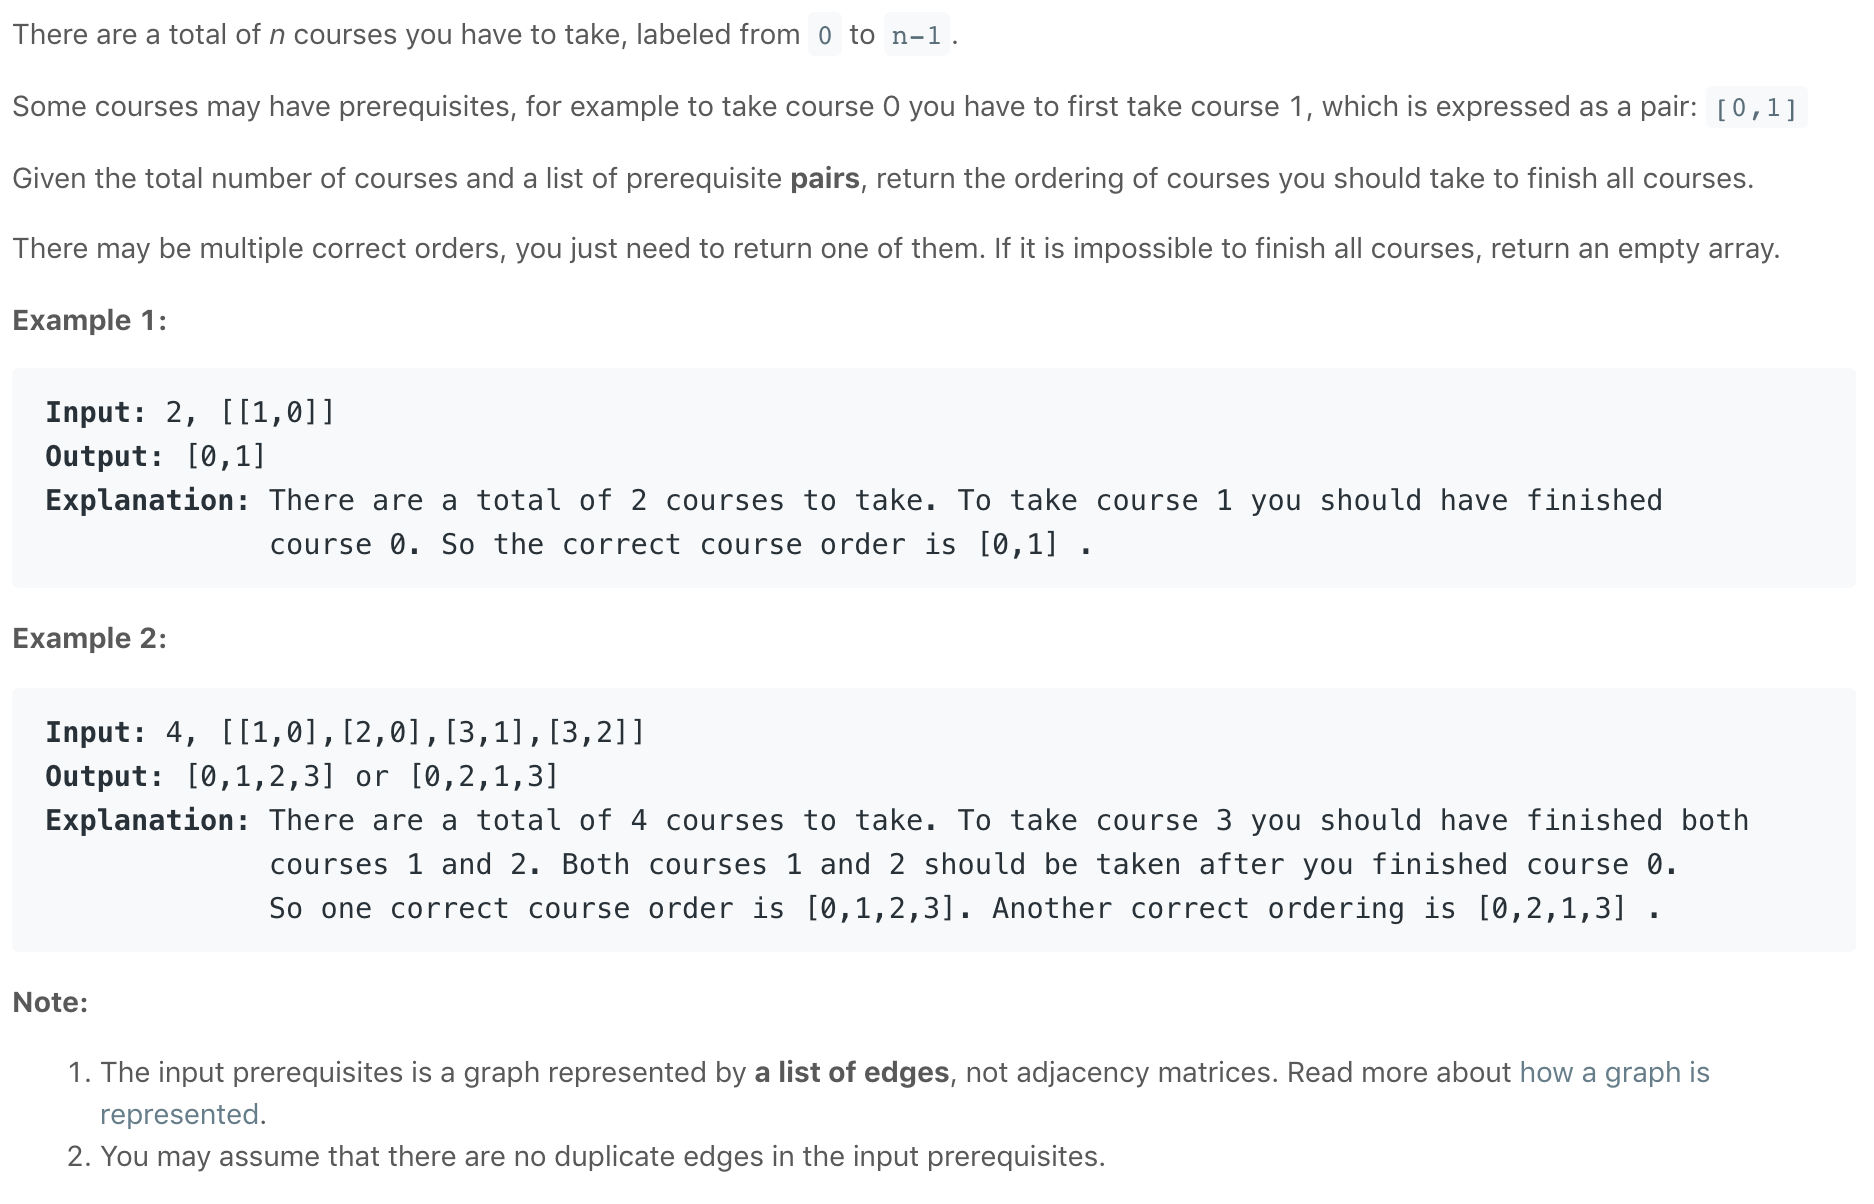 There are a total of n courses you have to take, labeled from 0 to n-1.
Some courses may have prerequisites, for example to take course 0 you have to first take course 1, which is expressed as a pair: [0,1]
Given the total number of courses and a list of prerequisite pairs, return the ordering of courses you should take to finish all courses.
There may be multiple correct orders, you just need to return one of them. If it is impossible to finish all courses, return an empty array.
Example 1:
Input: 2, [[1,0]]
Output: [0,1]
Explanation: There are a total of 2 courses to take. To take course 1 you should have finished
course 0. So the correct course order is [0,1] .
Example 2:
Input: 4, [[1,0],[2,0],[3,1],[3,2]]
Output: [0,1,2,3] or [0,2,1,3]
Explanation: There are a total of 4 courses to take. To take course 3 you should have finished both
courses 1 and 2. Both courses 1 and 2 should be taken after you finished course 0.
So one correct course order is [0,1,2,3]. Another correct ordering is [0,2,1,3] .
Note:
1. The input prerequisites is a graph represented by a list of edges, not adjacency matrices. Read more about how a graph is
represented.
2. You may assume that there are no duplicate edges in the input prerequisites.